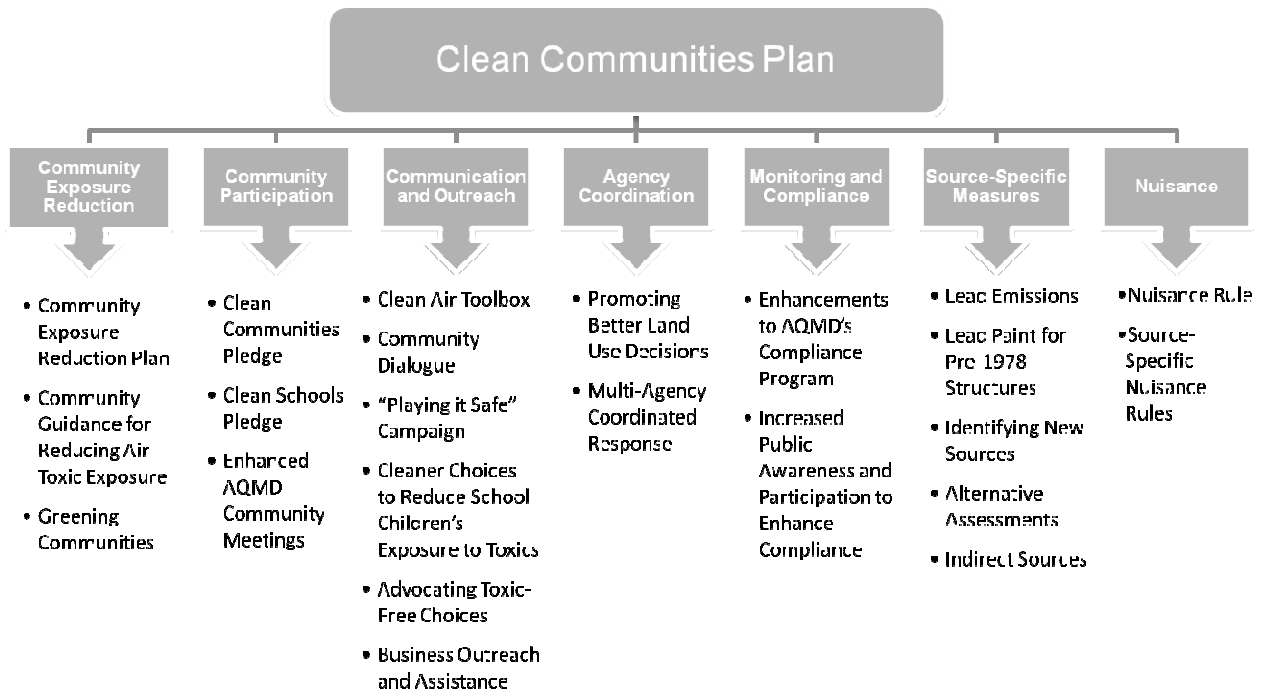 Clean Communities Plan
Community
Exposure
Reduction
• Community
Exposure
Reduction Plan
• Community
Guidance for
Reducing Air
Toxic Exposure
• Greening
Communities
Community
Participation
• Clean
Communities
Pledge
• Clean Schools
Pledge
• Enhanced
AQMD
Community
Meetings
Communication
and Outreach
• Clean Air Toolbox
• Community
Dialogue
• “Playing it Safe”
Campaign
• Cleaner Choices
to Reduce School
Children’s
Exposure to Toxics
• Advocating Toxic-
Free Choices
• Business Outreach
and Assistance
Agency
Coordination
• Promoting
Better Land
Use Decisions
• Multi-Agency
Coordinated
Response
Monitoring and
Compliance
• Enhancements
to AQMD’s
Compliance
Program
• Increased
Public
Awareness and
Participation to
Enhance
Compliance
Source-Specific
Measures
• Lead Emissions
• Lead Paint for
Pre-1978
Structures
• Identifying New
Sources
• Alternative
Assessments
• Indirect Sources
Nuisance
•Nuisance Rule
•Source-
Specific
Nuisance
Rules